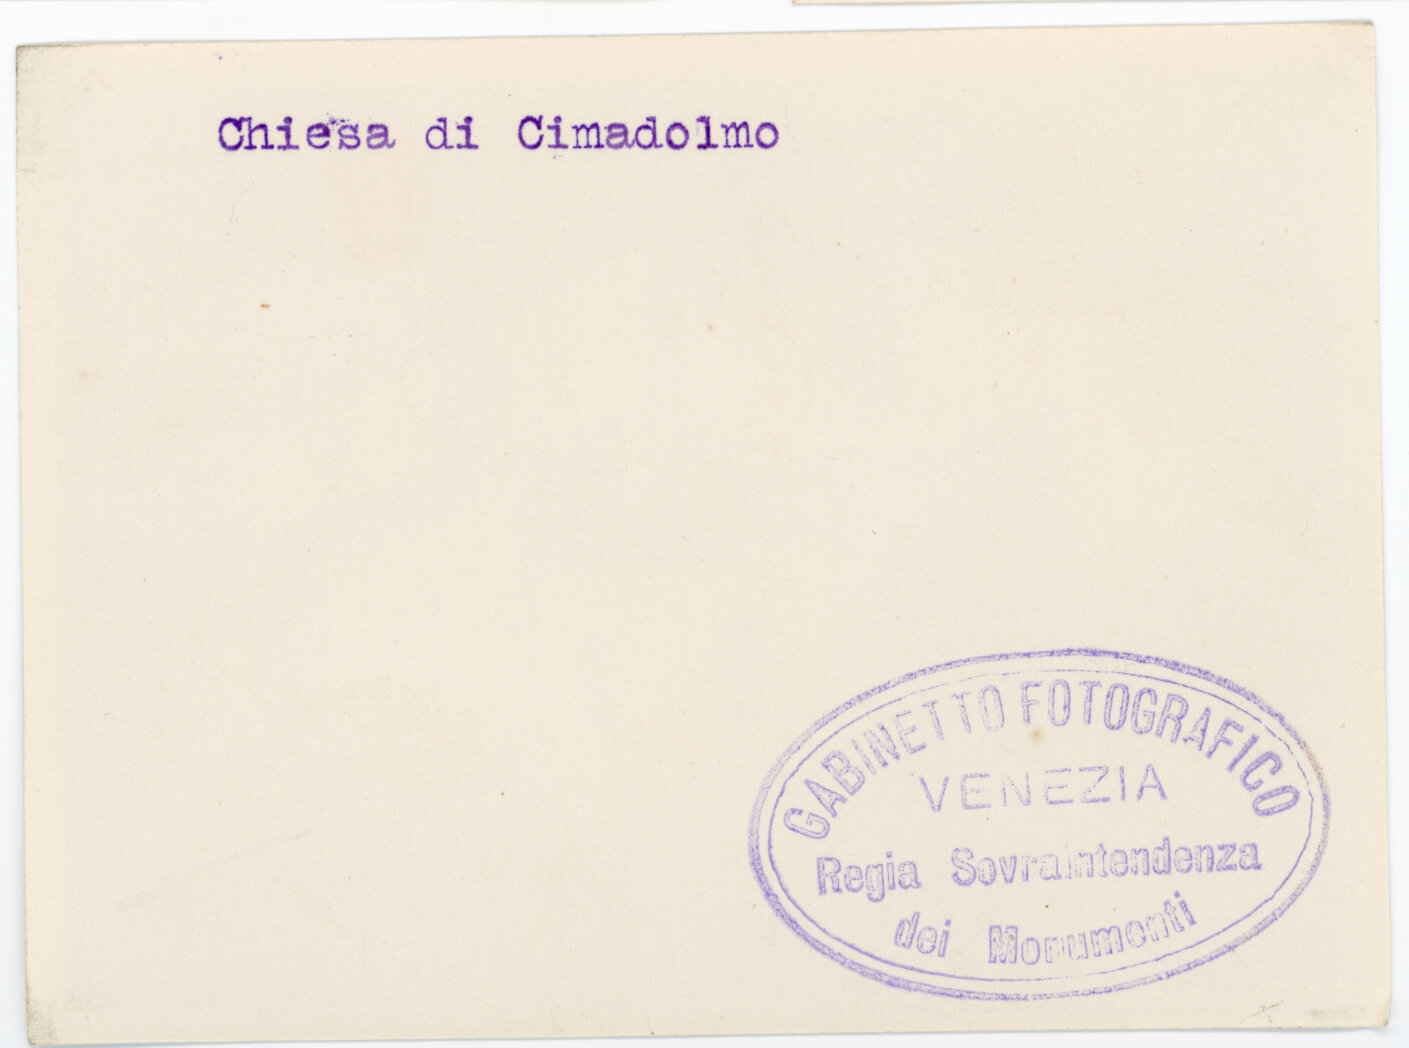 Chiesa di Cimadolmo
GABINETTO FOTOGRAFICO
VENEZIA
Regia Sovraintendenza
dei Monumenti